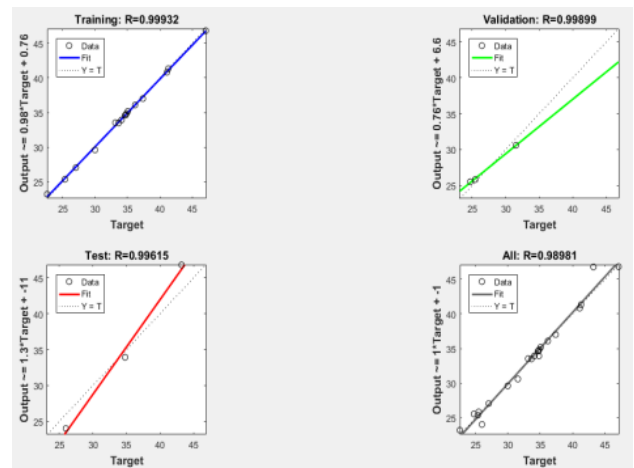 Training: R=0.99932
Output ~= 0.98*Target + 0.76
45
40
35
30
25
Data
Fit
Y = T
25 30 35 40 45
Target
Validation: R=0.99899
Output ~= 0.76*Target + 6.6
45
40
35
30
25
Data
Fit
Y = T
25 30 35 40 45
Target
Test: R=0.99615
Output ~= 1.3*Target + -11
45
40
35
30
25
Data
Fit
Y = T
25 30 35 40 45
Target
All: R=0.98981
Output ~= 1*Target + -1
45
40
35
30
25
Data
Fit
Y = T
25 30 35 40 45
Target